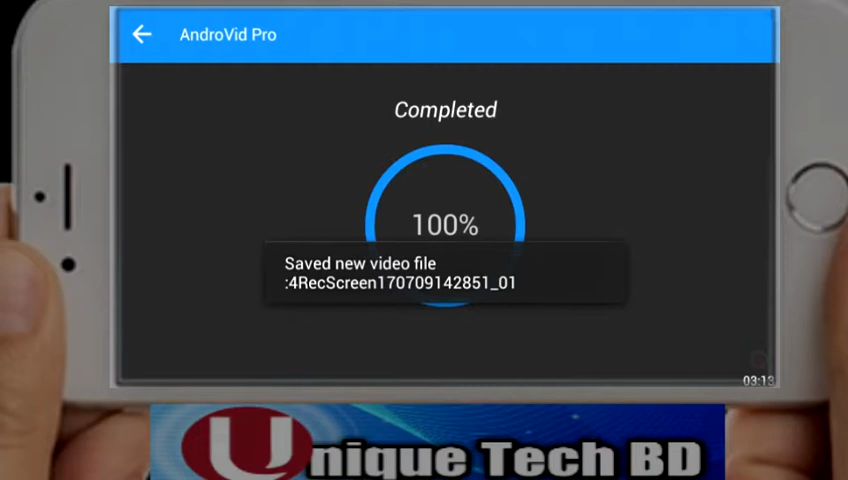 AndroVid Pro
Completed
100%
Saved new video file
:4RecScreen170709142851_01
03:13
Unique Tech BD